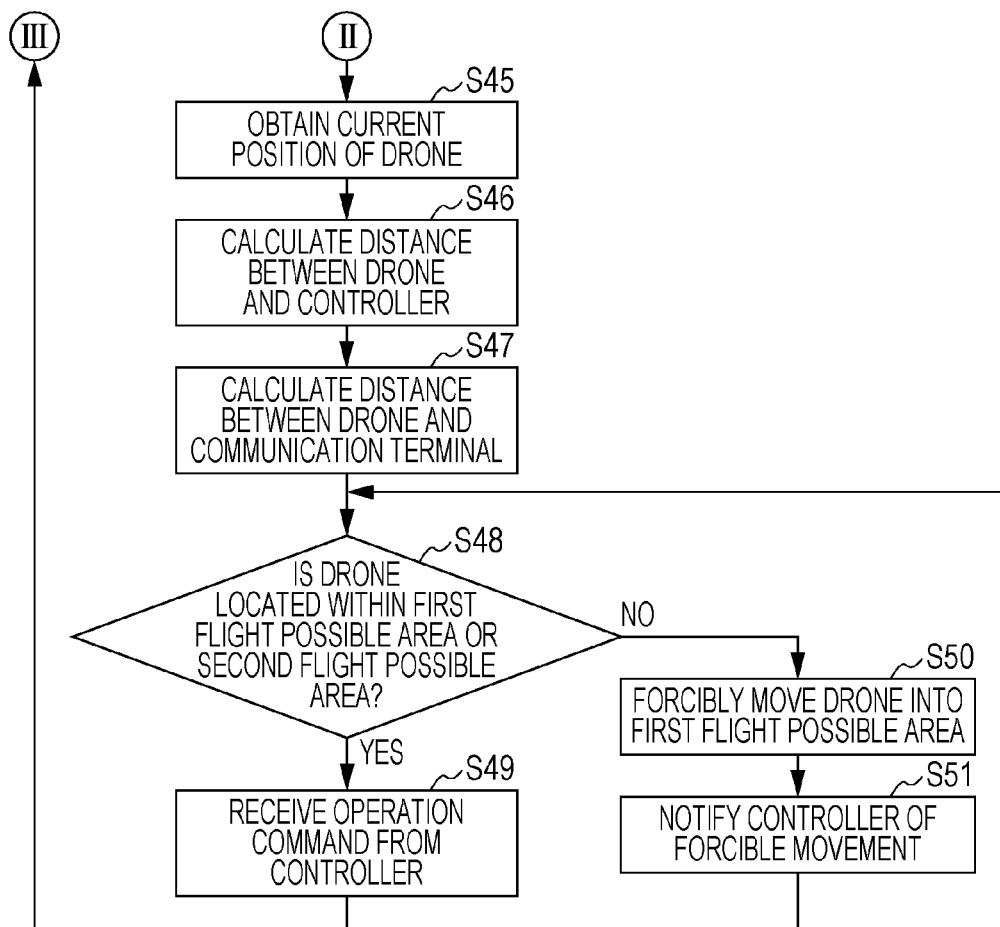 III
II
S45
OBTAIN CURRENT
POSITION OF DRONE
S46
CALCULATE DISTANCE
BETWEEN DRONE
AND CONTROLLER
S47
CALCULATE DISTANCE
BETWEEN DRONE AND
COMMUNICATION TERMINAL
S48
IS DRONE
LOCATED WITHIN FIRST
FLIGHT POSSIBLE AREA OR
SECOND FLIGHT POSSIBLE
AREA?
NO
YES
S49
RECEIVE OPERATION
COMMAND FROM
CONTROLLER
S50
FORCIBLY MOVE DRONE INTO
FIRST FLIGHT POSSIBLE AREA
S51
NOTIFY CONTROLLER OF
FORCIBLE MOVEMENT